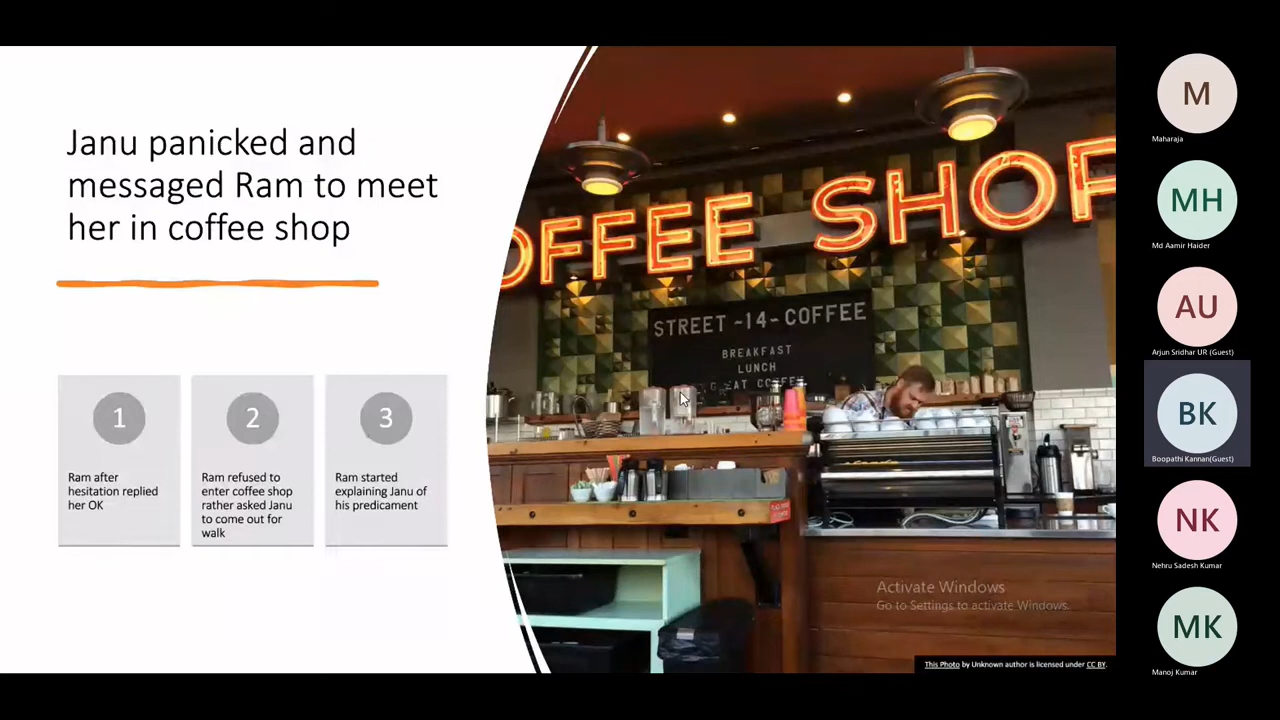 Janu panicked and
messaged Ram to meet
her in coffee shop
1
Ram after
hesitation replied
her OK
2
Ram refused to
enter coffee shop
rather asked Janu
to come out for
walk
3
Ram started
explaining Janu of
his predicament
OFFEE SHOP
STREET -14- COFFEE
BREAKFAST
LUNCH
EAT COFFEE
Activate Windows
Go to Settings to activate Windows.
This Photo by Unknown author is licensed under CC BY.
M
Maharaja
MH
Md Aamir Haider
AU
Arjun Sridhar UR (Guest)
BK
Boopathi Kannan(Guest)
NK
Nehru Sadesh Kumar
MK
Manoj Kumar